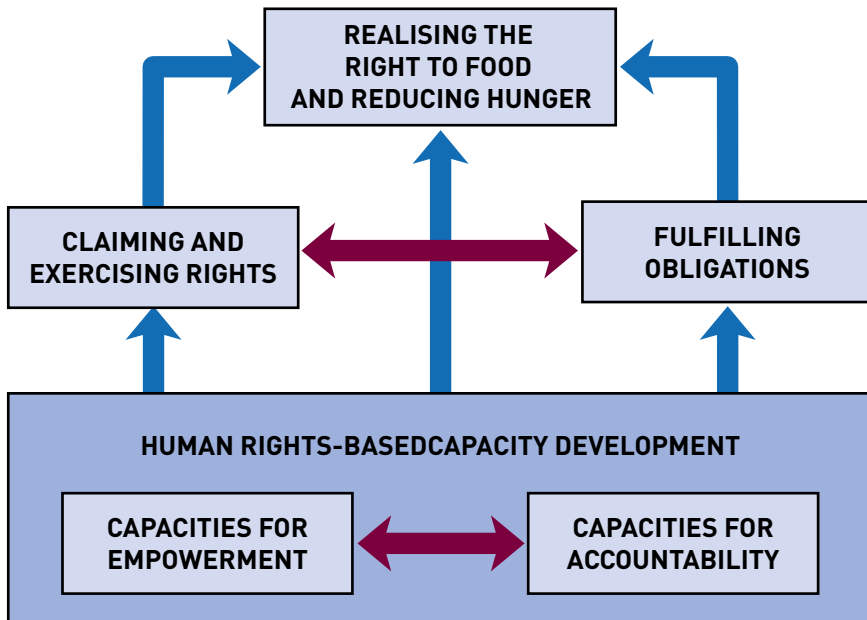 REALISING THE
RIGHT TO FOOD
AND REDUCING HUNGER
CLAIMING AND
EXERCISING RIGHTS
FULFILLING
OBLIGATIONS
HUMAN RIGHTS-BASEDCAPACITY DEVELOPMENT
CAPACITIES FOR
EMPOWERMENT
CAPACITIES FOR
ACCOUNTABILITY